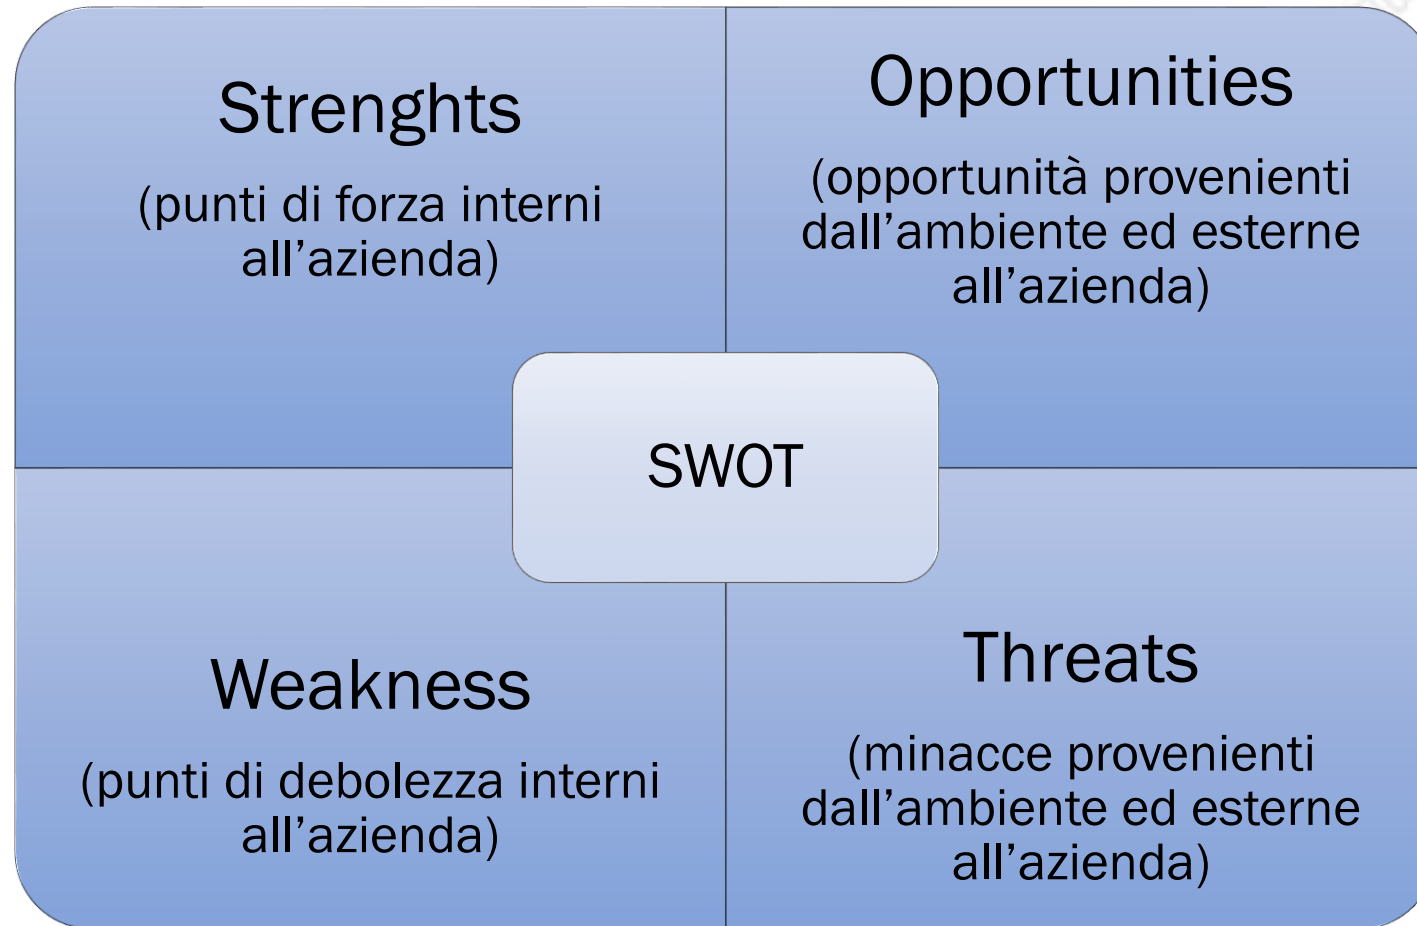 Strenghts
(punti di forza interni
all’azienda)
Opportunities
(opportunità provenienti
dall’ambiente ed esterne
all’azienda)
SWOT
Weakness
(punti di debolezza interni
all’azienda)
Threats
(minacce provenienti
dall’ambiente ed esterne
all’azienda)